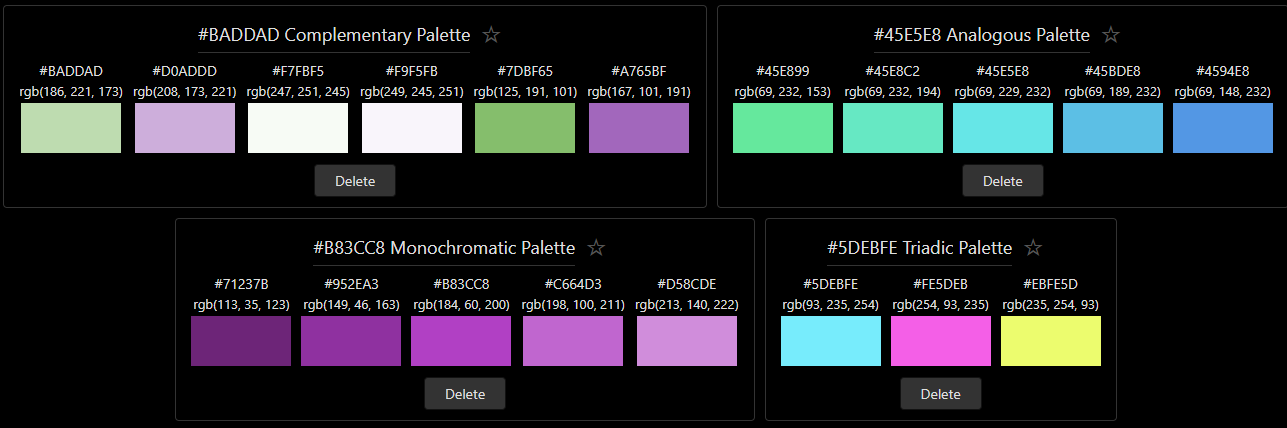 #BADDAD Complementary Palette ☆
#BADDAD #D0ADDD #F7FBF5 #F9F5FB #7DBF65 #A765BF
rgb(186, 221, 173) rgb(208, 173, 221) rgb(247, 251, 245) rgb(249, 245, 251) rgb(125, 191, 101) rgb(167, 101, 191)
Delete
#45E5E8 Analogous Palette ☆
#45E899 #45E8C2 #45E5E8 #45BDE8 #4594E8
rgb(69, 232, 153) rgb(69, 232, 194) rgb(69, 229, 232) rgb(69, 189, 232) rgb(69, 148, 232)
Delete
#B83CC8 Monochromatic Palette ☆
#71237B #952EA3 #B83CC8 #C664D3 #D58CDE
rgb(113, 35, 123) rgb(149, 46, 163) rgb(184, 60, 200) rgb(198, 100, 211) rgb(213, 140, 222)
Delete
#5DEBFE Triadic Palette ☆
#5DEBFE #FE5DEB #EBFE5D
rgb(93, 235, 254) rgb(254, 93, 235) rgb(235, 254, 93)
Delete